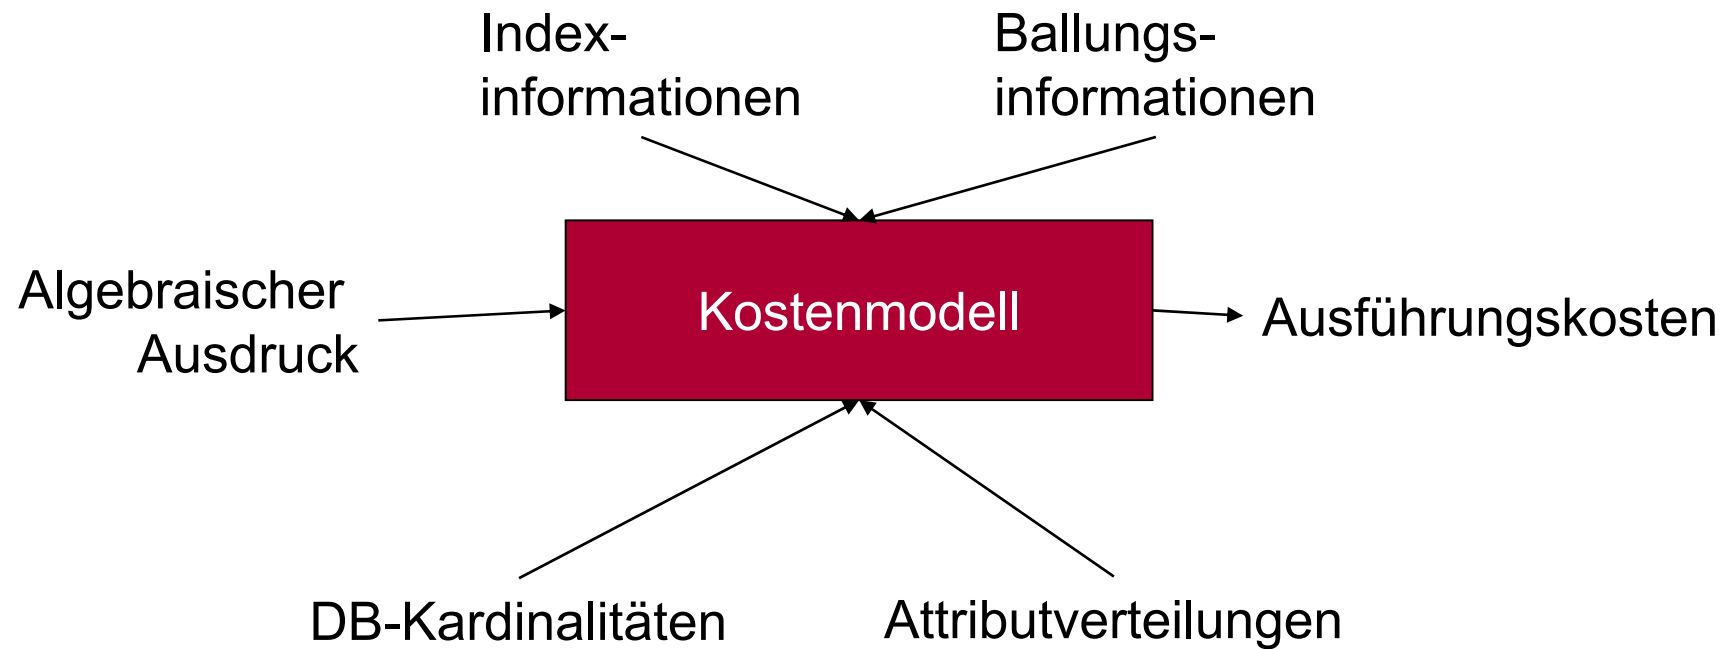 Index-
informationen
Ballungs-
informationen
Algebraischer
Ausdruck
Kostenmodell
Ausführungskosten
DB-Kardinalitäten
Attributverteilungen